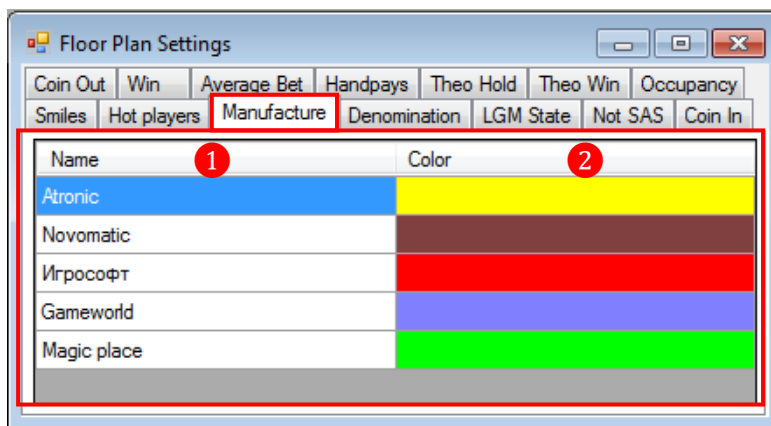 Floor Plan Settings
Coin Out Win Average Bet Handpays Theo Hold Theo Win Occupancy
Smiles Hot players Manufacture Denomination LGM State Not SAS Coin In
Name 1 Color 2
Atronic
Novomatic
Игрософт
Gameworld
Magic place